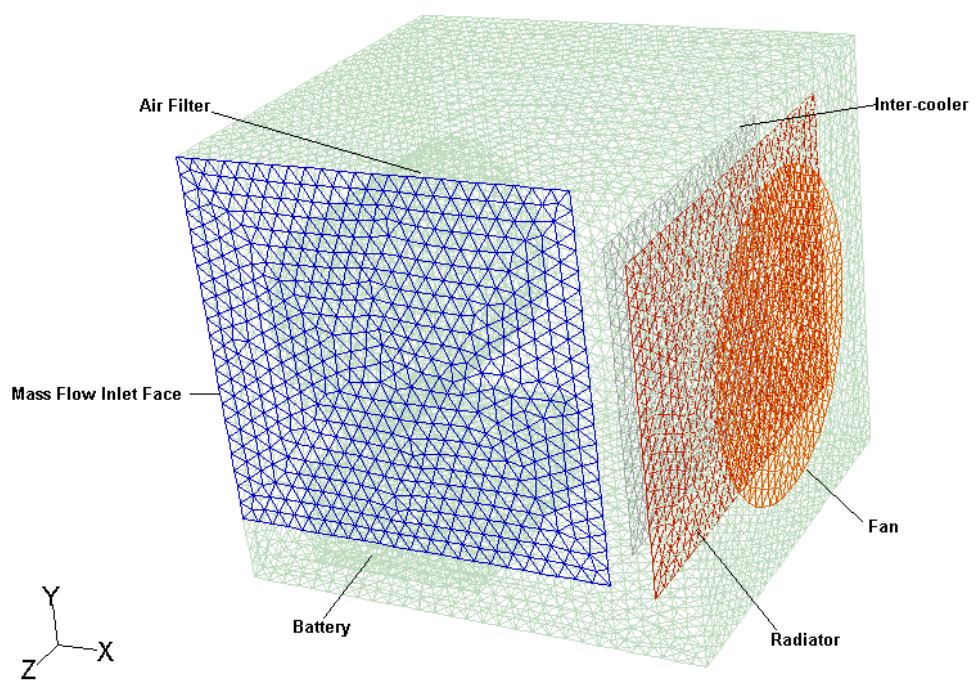 Air Filter
Inter-cooler
Mass Flow Inlet Face
Fan
Battery
Radiator
Y
X
Z